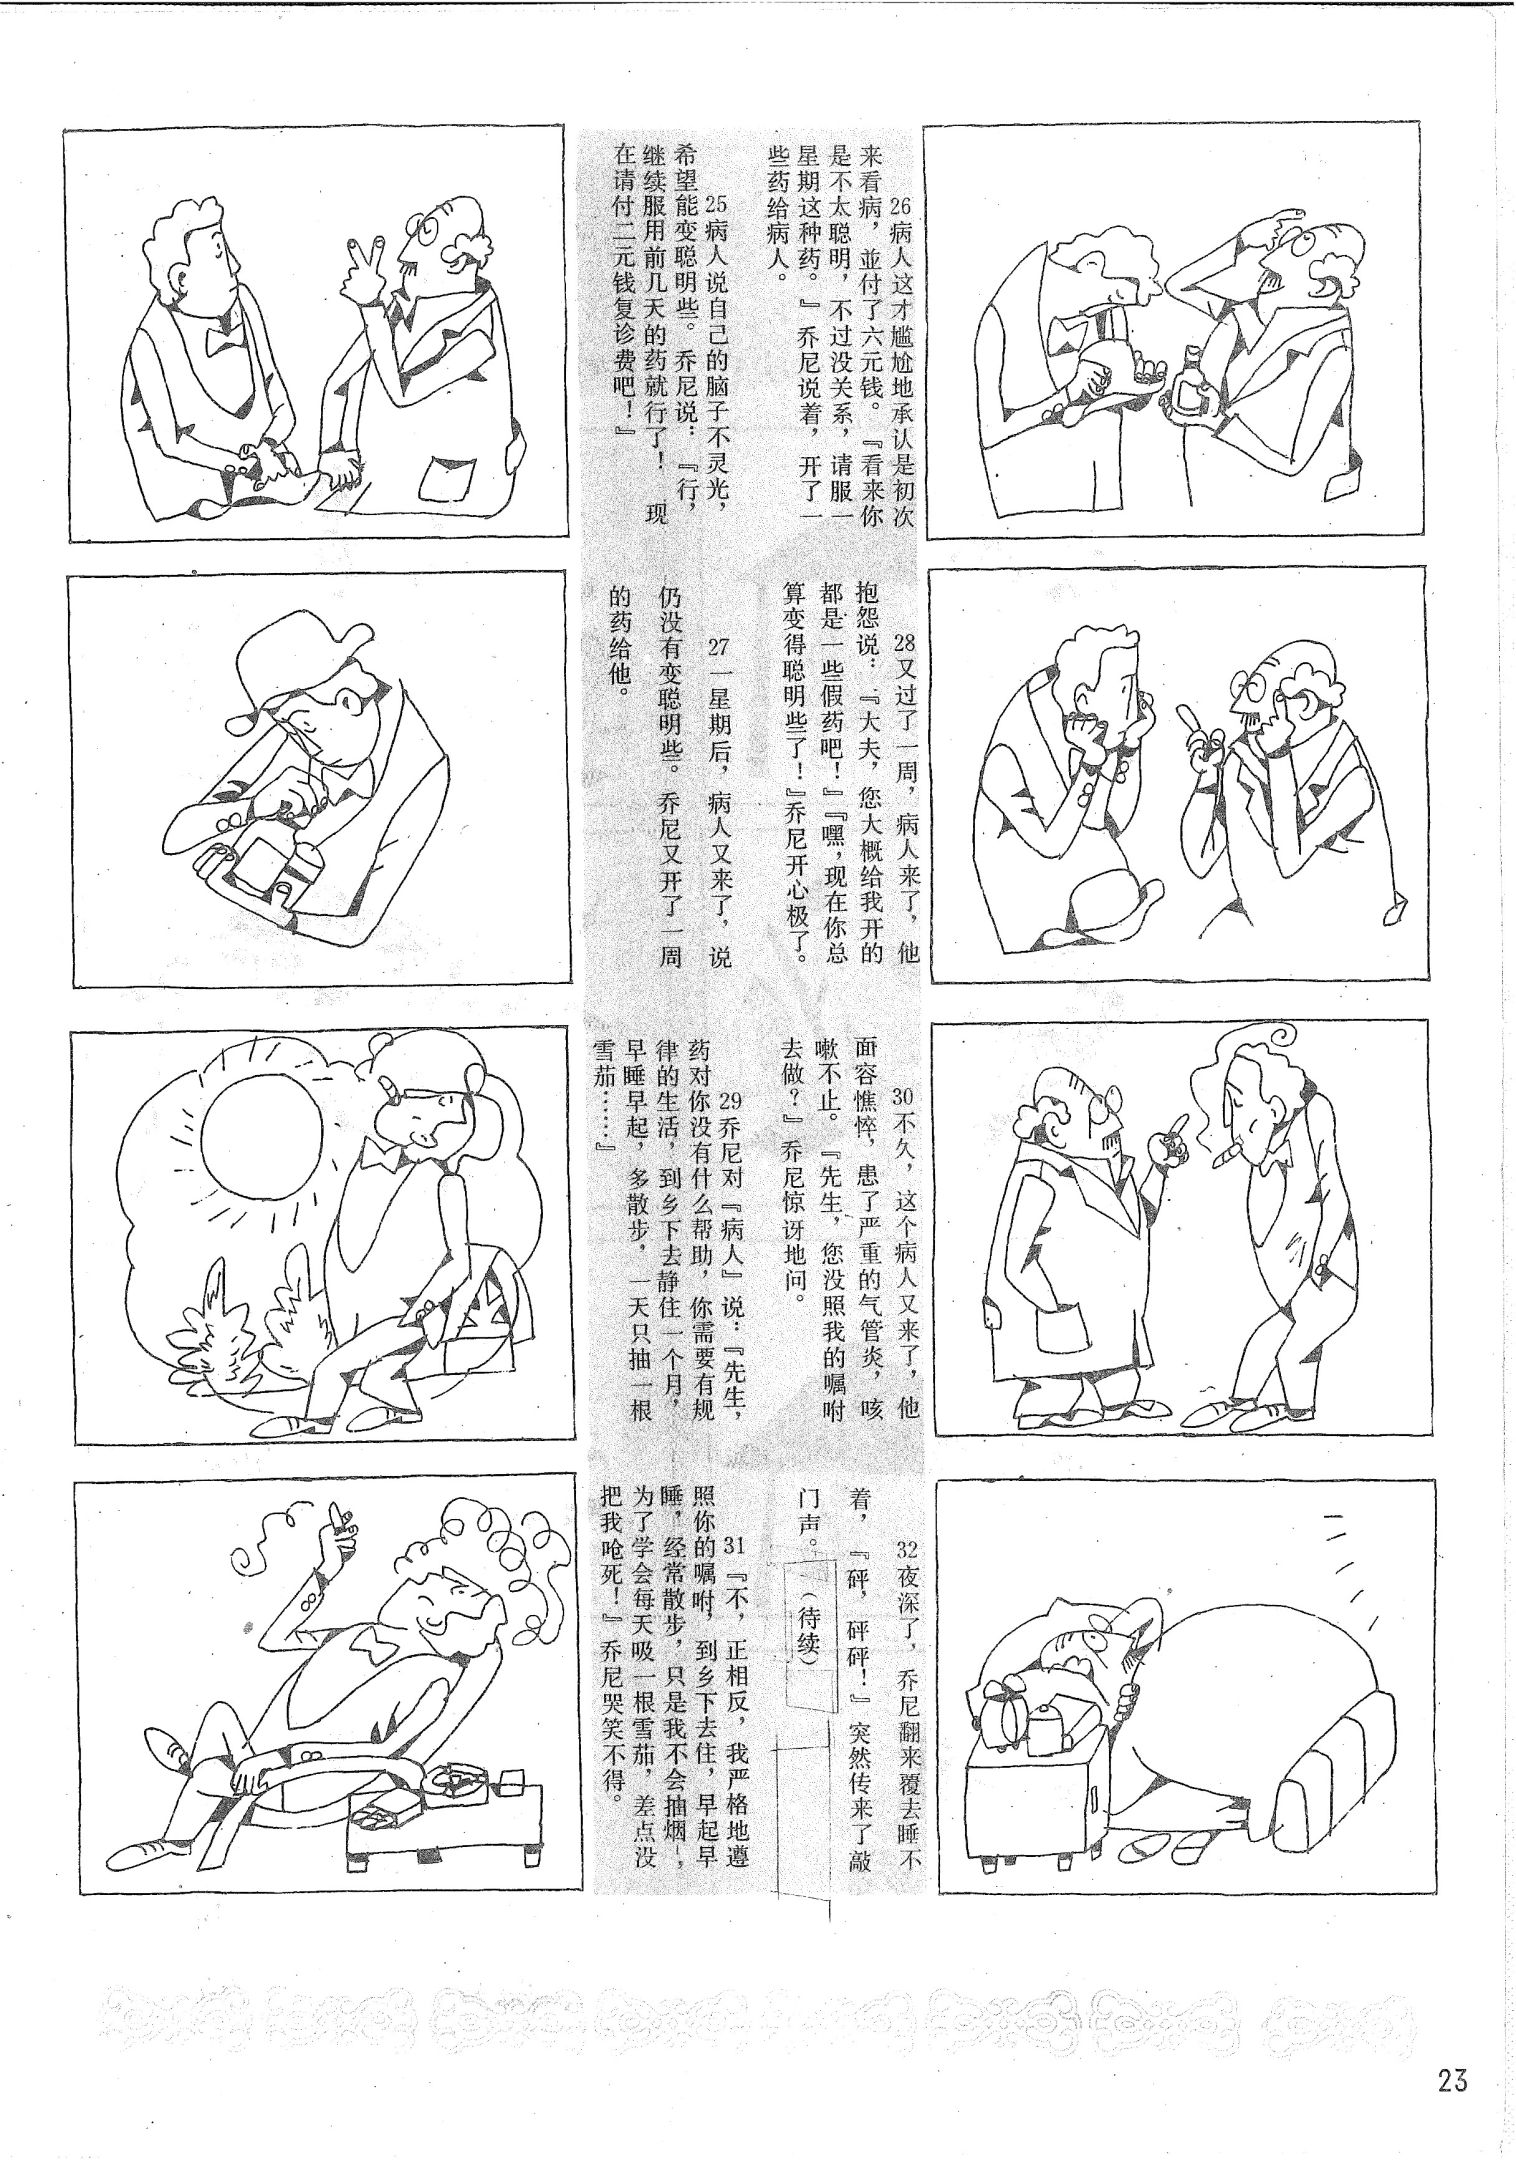 25病人说自己的脑子不灵光，
希望能变聪明些。乔尼说：『行，
继续服用前几天的药就行了！现
在请付二元钱复诊费吧！』
26病人这才尴尬地承认是初次
来看病，並付了六元钱。『看来你
是不太聪明，不过没关系，请服一
星期这种药。』乔尼说着，开了一
些药给病人。
27一星期后，病人又来了，说
仍没有变聪明些。乔尼又开了一周
的药给他。
28又过了一周，病人来了，他
抱怨说：『大夫，您大概给我开的
都是一些假药吧！』『嘿，现在你总
算变得聪明些了！』乔尼开心极了。
29乔尼对『病人』说：『先生，
药对你没有什么帮助，你需要有规
律的生活，到乡下去静住一个月，
早睡早起，多散步，一天只抽一根
雪茄……』
30不久，这个病人又来了，他
面容憔悴，患了严重的气管炎，咳
嗽不止。『先生，您没照我的嘱咐
去做？』乔尼惊讶地问。
31『不，正相反，我严格地遵
照你的嘱咐，到乡下去住，早起早
睡，经常散步，只是我不会抽烟，
为了学会每天吸一根雪茄，差点没
把我呛死！』乔尼哭笑不得。
32夜深了，乔尼翻来覆去睡不
着，『砰，砰砰！』突然传来了敲
门声。（待续）
23